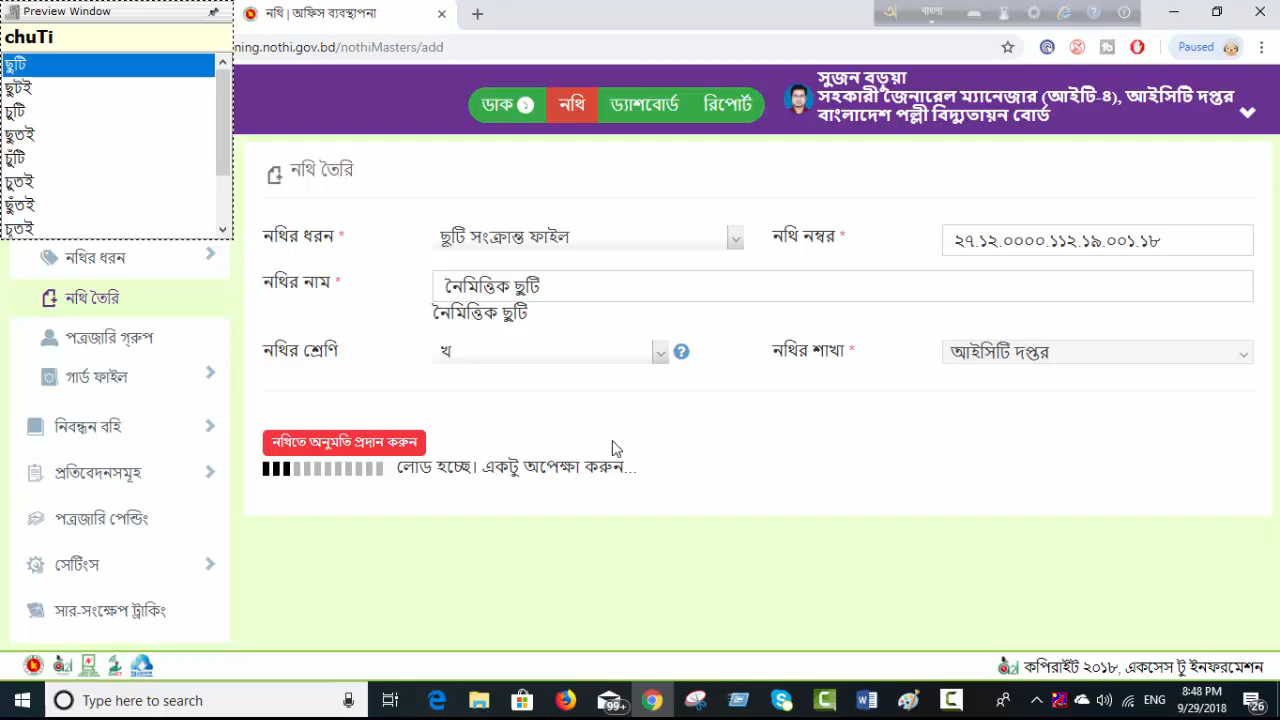 Preview Window
chuTi
ছুটি
ছুটই
চুটি
ছুতই
চুঁটি
চুতই
ছুঁতই
চুতই
নথি | অফিস ব্যবস্থাপনা
বাংলা
ning.nothi.gov.bd/nothiMasters/add
Paused
ডাক ১
নথি
ড্যাশবোর্ড
রিপোর্ট
সুজন বড়ুয়া
সহকারী জেনারেল ম্যানেজার (আইটি-৪), আইসিটি দপ্তর
বাংলাদেশ পল্লী বিদ্যুতায়ন বোর্ড
নথির ধরন
নথি তৈরি
পত্রজারি গ্রুপ
গার্ড ফাইল
নিবন্ধন বহি
প্রতিবেদনসমূহ
পত্রজারি পেন্ডিং
সেটিংস
সার-সংক্ষেপ ট্রাকিং
নথি তৈরি
নথির ধরন * ছুটি সংক্রান্ত ফাইল নথি নম্বর * ২৭.১২.০০০০.১১২.১৯.০০১.১৮
নথির নাম * নৈমিত্তিক ছুটি
নৈমিত্তিক ছুটি
নথির শ্রেণি খ ? নথির শাখা * আইসিটি দপ্তর
নথিতে অনুমতি প্রদান করুন
লোড হচ্ছে। একটু অপেক্ষা করুন...
কপিরাইট ২০১৮, একসেস টু ইনফরমেশন
Type here to search
99+
ENG
8:48 PM
9/29/2018
26